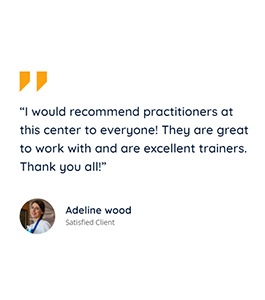 “I would recommend practitioners at
this center to everyone! They are great
to work with and are excellent trainers.
Thank you all!”
Adeline wood
Satisfied Client